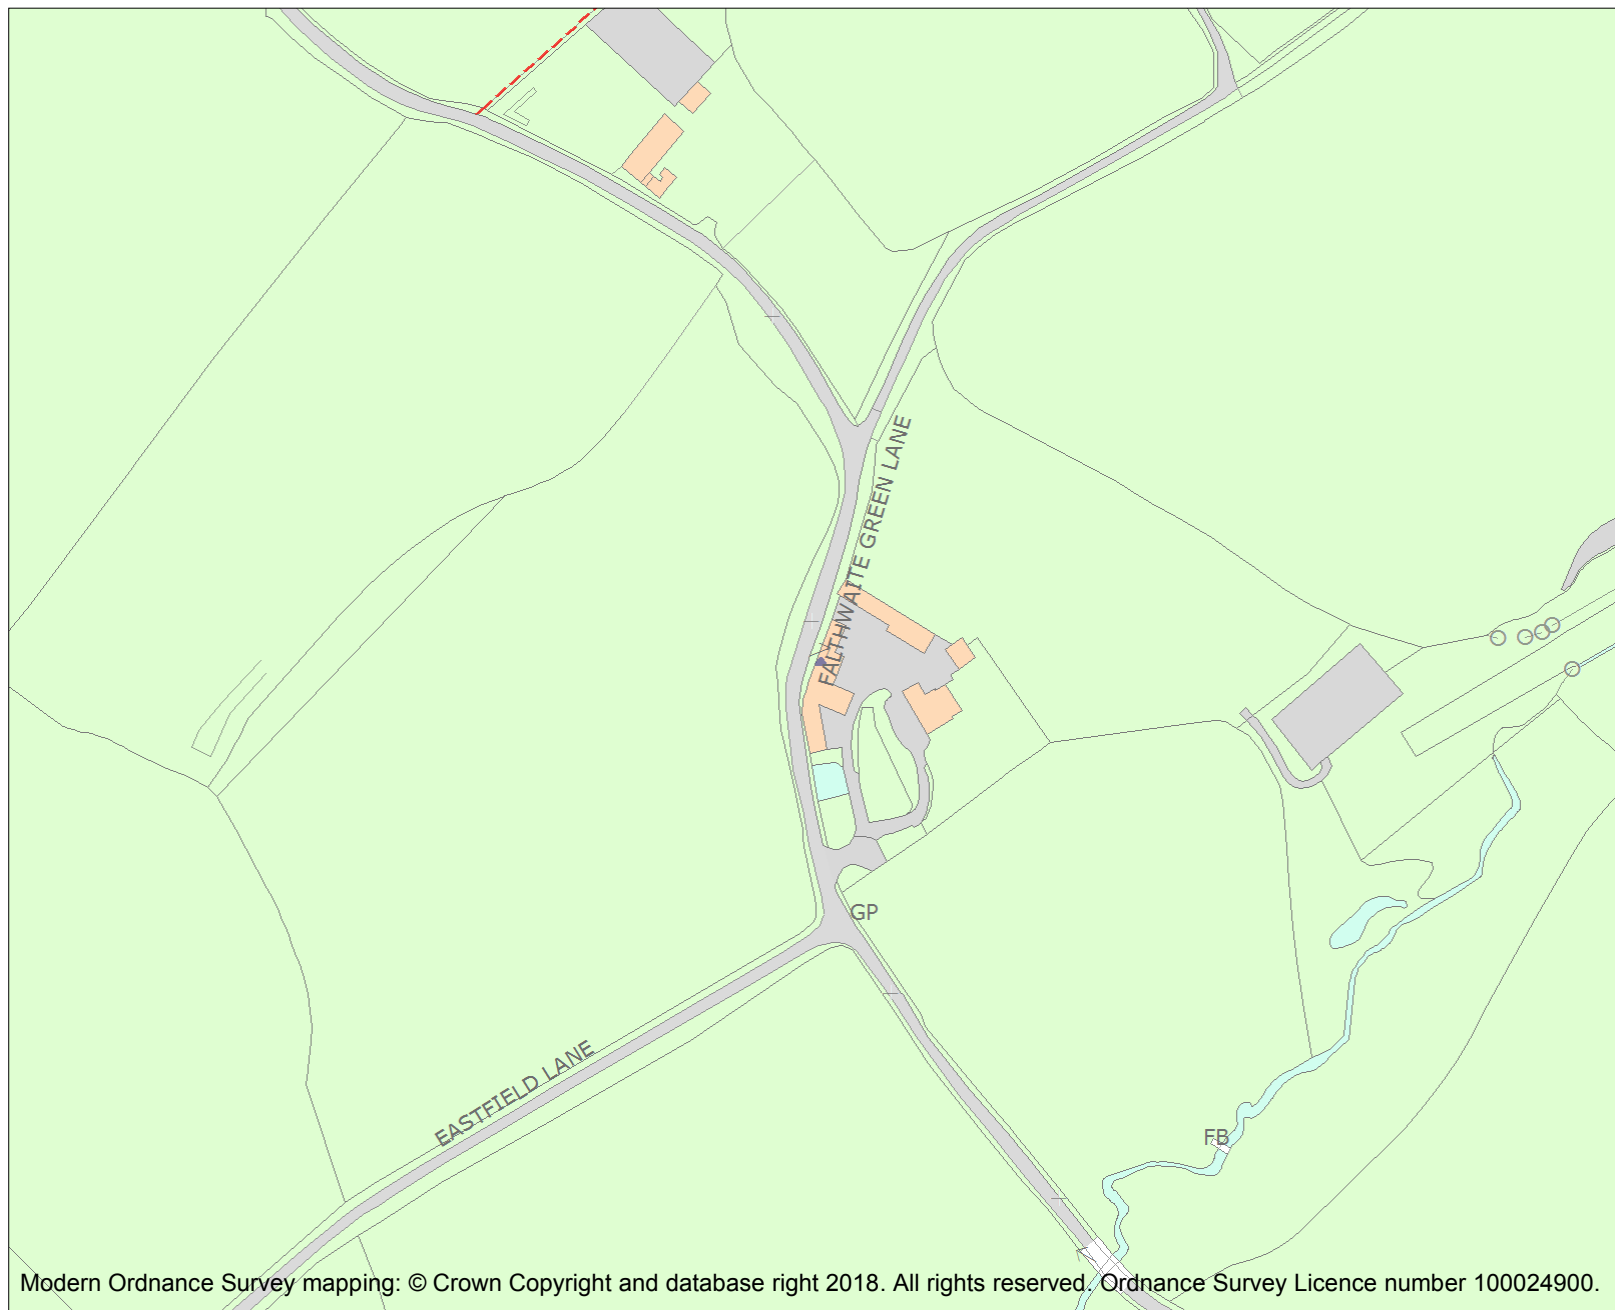 FALTHWAITE GREEN LANE
GP
EASTFIELD LANE
FB
Modern Ordnance Survey mapping: © Crown Copyright and database right 2018. All rights reserved. Ordnance Survey Licence number 100024900.